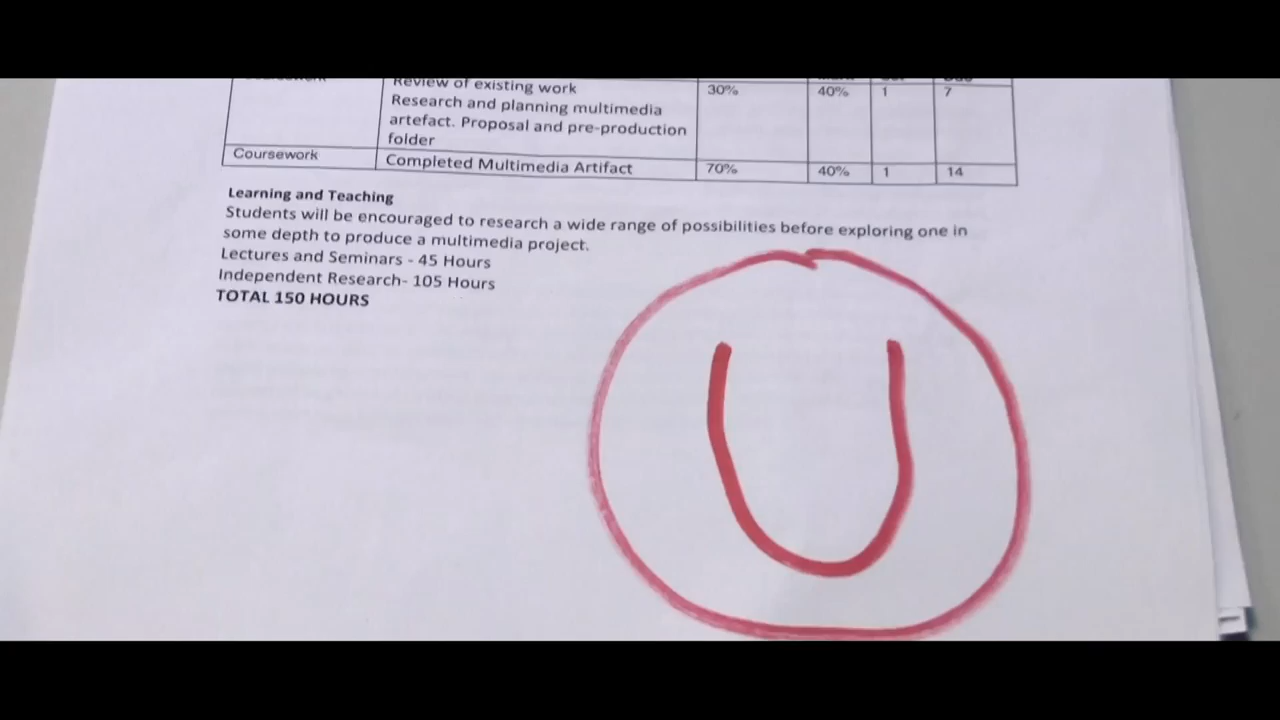 Review of existing work 30% 40% 1 7
Research and planning multimedia
artefact. Proposal and pre-production
folder
Coursework Completed Multimedia Artifact 70% 40% 1 14
Learning and Teaching
Students will be encouraged to research a wide range of possibilities before exploring one in
some depth to produce a multimedia project.
Lectures and Seminars - 45 Hours
Independent Research- 105 Hours
TOTAL 150 HOURS
U